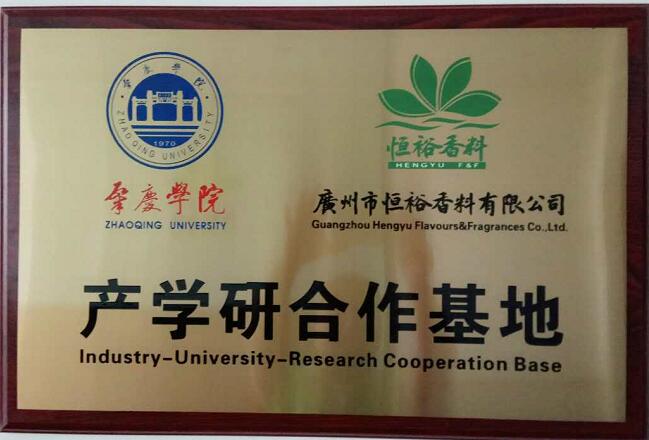 肇慶學院
ZHAOQING UNIVERSITY
1970
恒裕香料
HENGYU F&F
肇慶學院
ZHAOQING UNIVERSITY
廣州市恒裕香料有限公司
Guangzhou Hengyu Flavours&Fragrances Co.,Ltd.
产学研合作基地
Industry-University-Research Cooperation Base